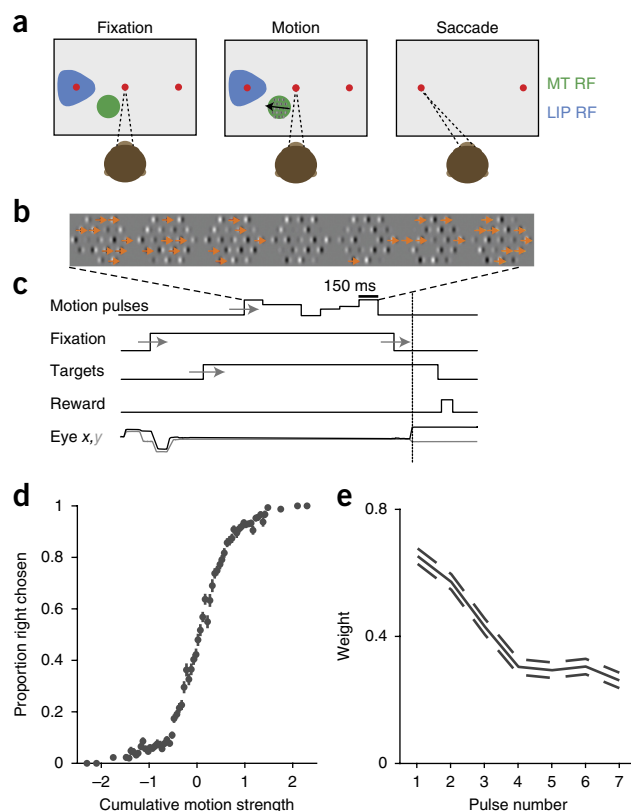 a
Fixation
Motion
Saccade
MT RF
LIP RF
b
c
150 ms
Motion pulses
Fixation
Targets
Reward
Eye x,y
d
1
0.8
0.6
0.4
0.2
0
Proportion right chosen
–2
–1
0
1
2
Cumulative motion strength
e
0.8
0.4
0
Weight
1
2
3
4
5
6
7
Pulse number